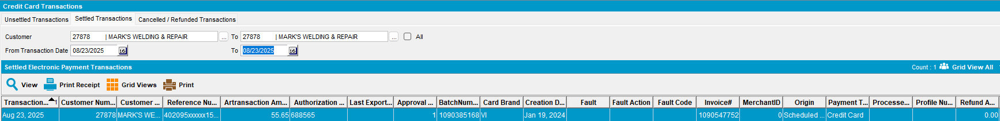 Credit Card Transactions
Unsettled Transactions Settled Transactions Cancelled / Refunded Transactions
Customer 27878 | MARK'S WELDING & REPAIR ... To 27878 | MARK'S WELDING & REPAIR ... All
From Transaction Date 08/23/2025 16 To 08/23/2025 16
Settled Electronic Payment Transactions Count : 1 Grid View All
View Print Receipt Grid Views Print
Transaction... 1 Customer Num... Customer ... Reference Nu... Artransaction Am... Authorization ... Last Export... Approval ... BatchNum... Card Brand Creation D... Fault Fault Action Fault Code Invoice# MerchantID Origin Payment T... Processe... Profile Nu... Refund A...
Aug 23, 2025 27878 MARK'S WE... 402095xxxxxx15... 55.65 688565 1 1090385168 VI Jan 19, 2024 1090547752 0 Scheduled ... Credit Card 0.00